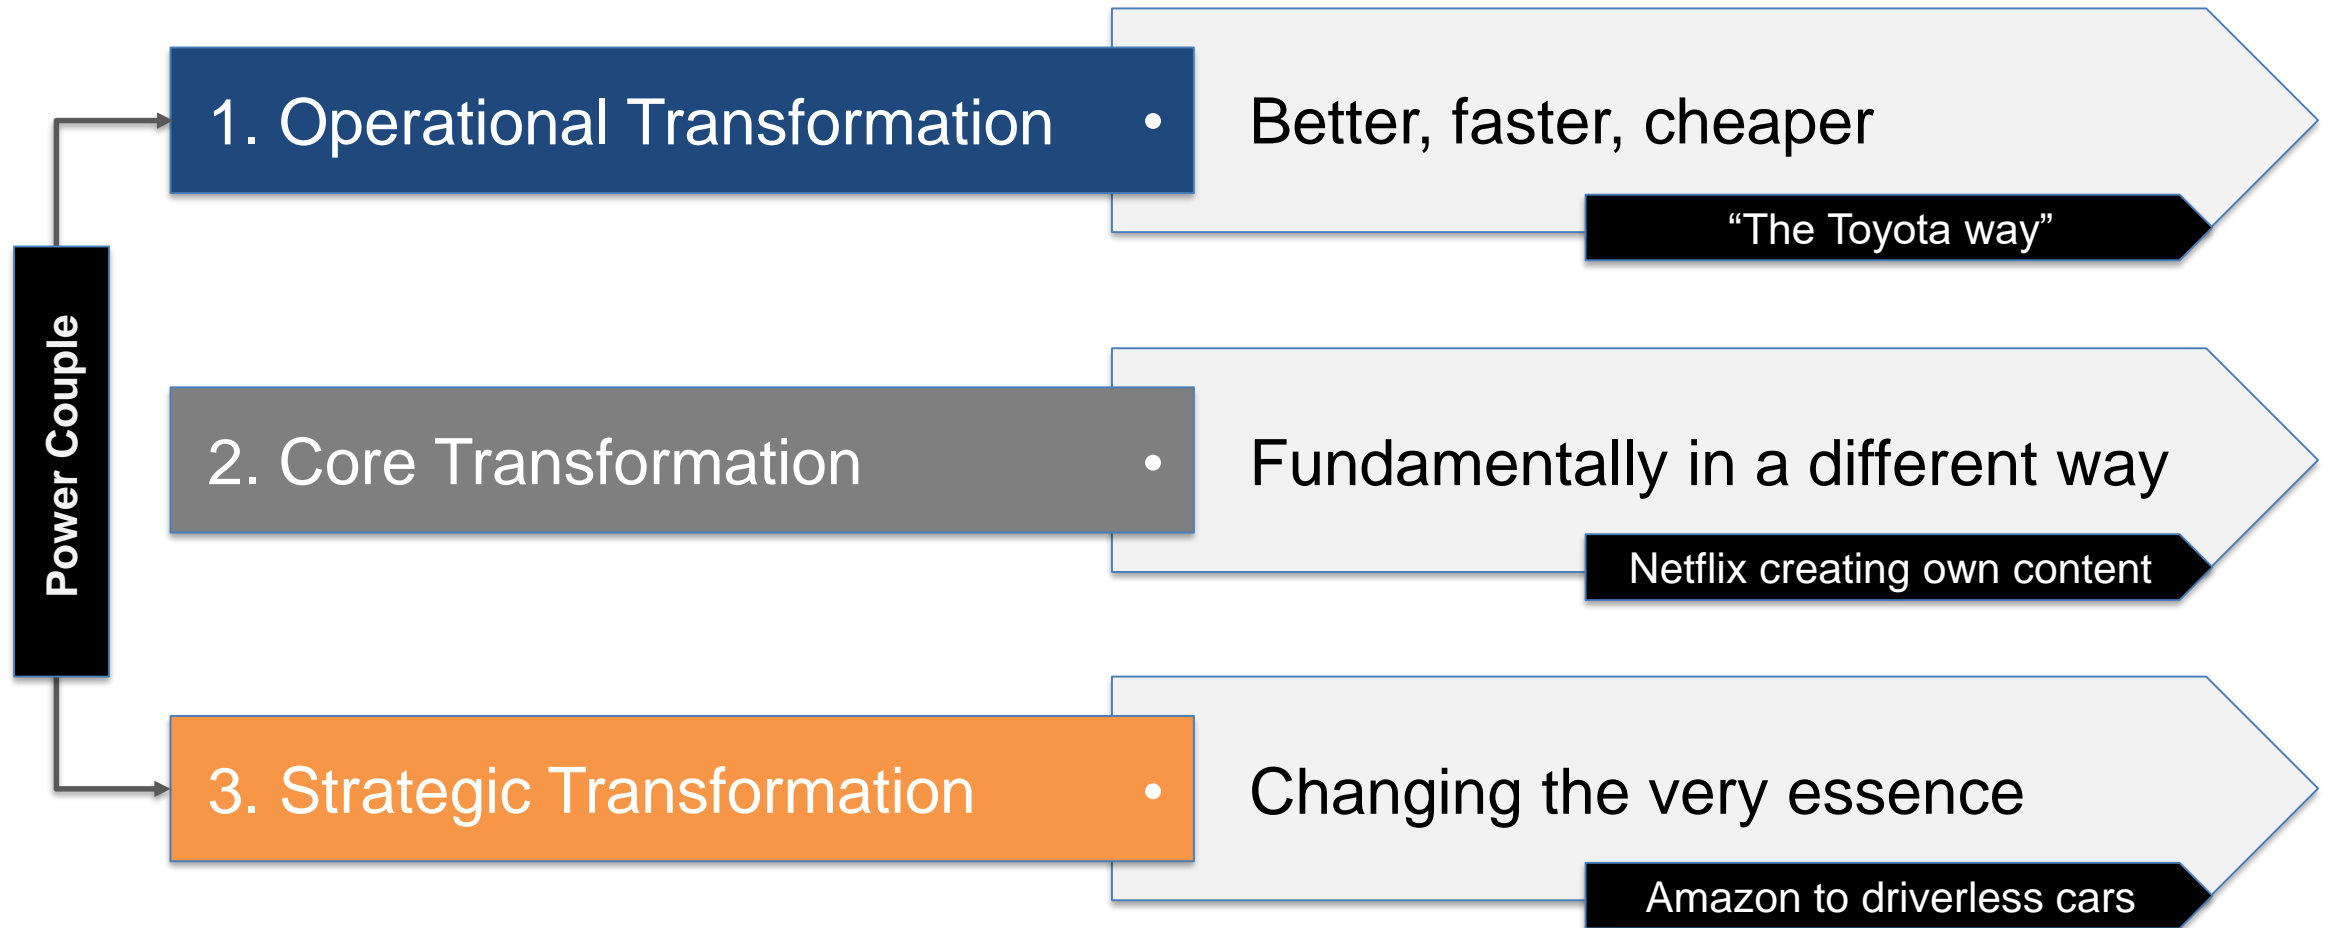 1. Operational Transformation • Better, faster, cheaper
“The Toyota way”
Power Couple
2. Core Transformation • Fundamentally in a different way
Netflix creating own content
3. Strategic Transformation • Changing the very essence
Amazon to driverless cars